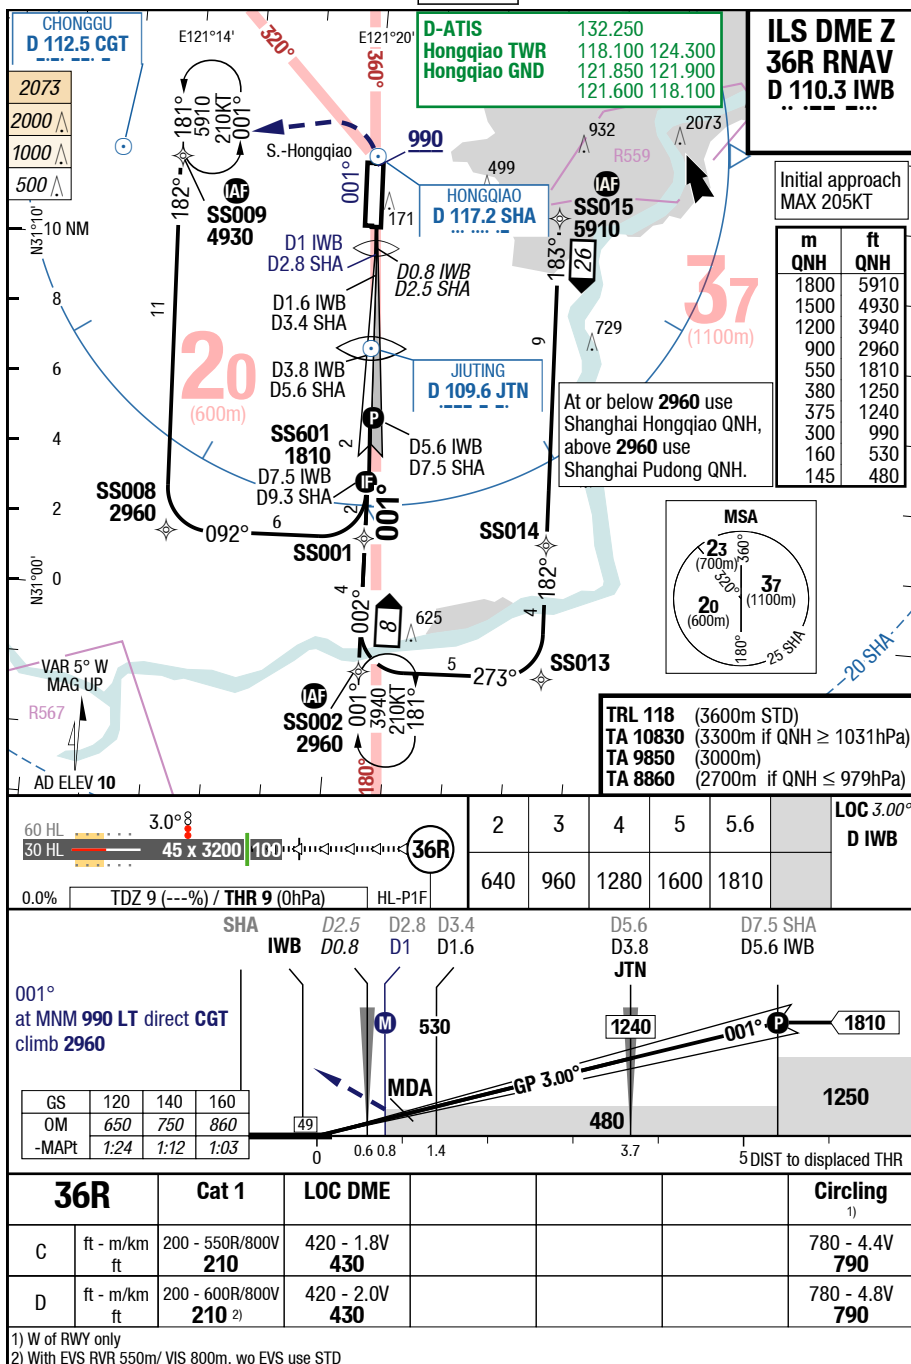 CHONGGU
D 112.5 CGT
E121°14'
320°
E121°20'
360°
D-ATIS 132.250
Hongqiao TWR 118.100 124.300
Hongqiao GND 121.850 121.900
121.600 118.100
ILS DME Z
36R RNAV
D 110.3 IWB
2073
2000
1000
500
181°
5910
210KT
001°
S.-Hongqiao
990
001°
932
2073
R559
499
171
HONGQIAO
D 117.2 SHA
IAF
SS015
5910
Initial approach
MAX 205KT
IAF
SS009
4930
182°
183°
26
N31°10'
10 NM
D1 IWB
D2.8 SHA
D0.8 IWB
D2.5 SHA
D1.6 IWB
D3.4 SHA
m ft
QNH QNH
1800 5910
1500 4930
1200 3940
900 2960
550 1810
380 1250
375 1240
300 990
160 530
145 480
8
11
9
37
(1100m)
729
20
(600m)
6
D3.8 IWB
D5.6 SHA
JIUTING
D 109.6 JTN
At or below 2960 use
Shanghai Hongqiao QNH,
above 2960 use
Shanghai Pudong QNH.
4
SS601
1810
2
P
D5.6 IWB
D7.5 SHA
D7.5 IWB
D9.3 SHA
IF
001°
SS008
2960
2
092°
6
2
SS001
SS014
MSA
23
(700m)
360°
320°
37
(1100m)
20
(600m)
180°
25 SHA
N31°00'
0
4
002°
8
625
182°
4
5
273°
SS013
20 SHA
VAR 5° W
MAG UP
R567
AD ELEV 10
IAF
SS002
2960
001°
3940
210KT
181°
180°
TRL 118 (3600m STD)
TA 10830 (3300m if QNH ≥ 1031hPa)
TA 9850 (3000m)
TA 8860 (2700m if QNH ≤ 979hPa)
60 HL
30 HL
3.0°
45 x 3200
100
36R
0.0%
TDZ 9 (---%) / THR 9 (0hPa)
HL-P1F
2 3 4 5 5.6 LOC 3.00°
D IWB
640 960 1280 1600 1810
SHA D2.5 D2.8 D3.4 D5.6 D7.5 SHA
IWB D0.8 D1 D1.6 D3.8 D5.6 IWB
JTN
001°
at MNM 990 LT direct CGT
climb 2960
M
530
1240
001°
P
1810
GP 3.00°
MDA
480
1250
49
GS 120 140 160
OM 650 750 860
-MAPt 1:24 1:12 1:03
0 0.6 0.8 1.4 3.7 5 DIST to displaced THR
36R Cat 1 LOC DME Circling
1)
C ft - m/km 200 - 550R/800V 420 - 1.8V 780 - 4.4V
ft 210 430 790
D ft - m/km 200 - 600R/800V 420 - 2.0V 780 - 4.8V
ft 210 2) 430 790
1) W of RWY only
2) With EVS RVR 550m/ VIS 800m, wo EVS use STD